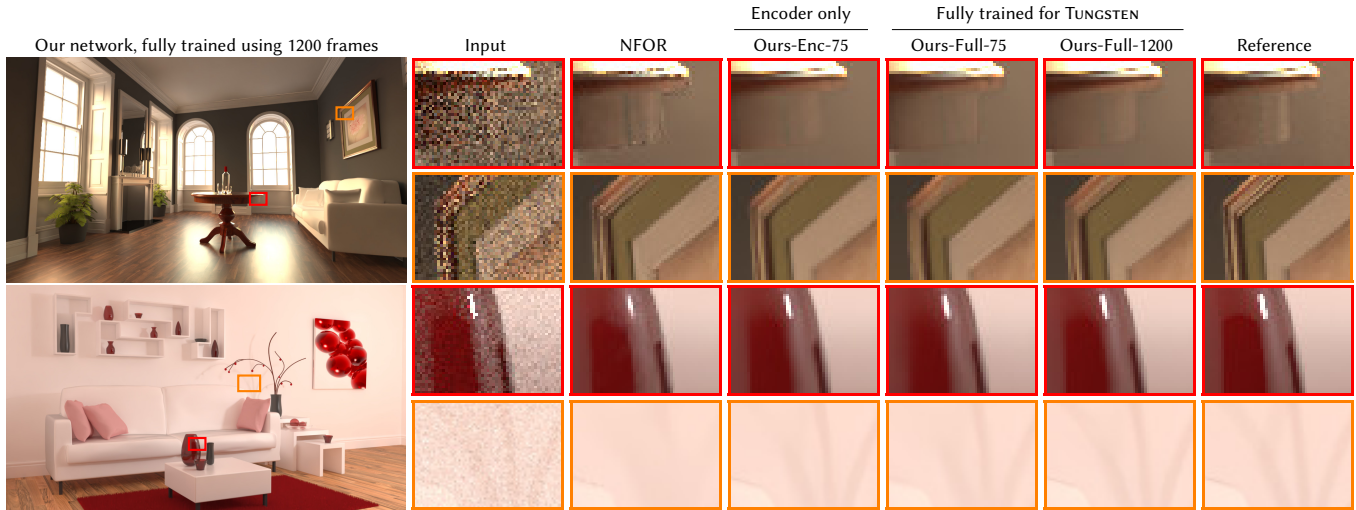 Encoder only
Fully trained for TUNGSTEN
Our network, fully trained using 1200 frames
Input
NFOR
Ours-Enc-75
Ours-Full-75
Ours-Full-1200
Reference